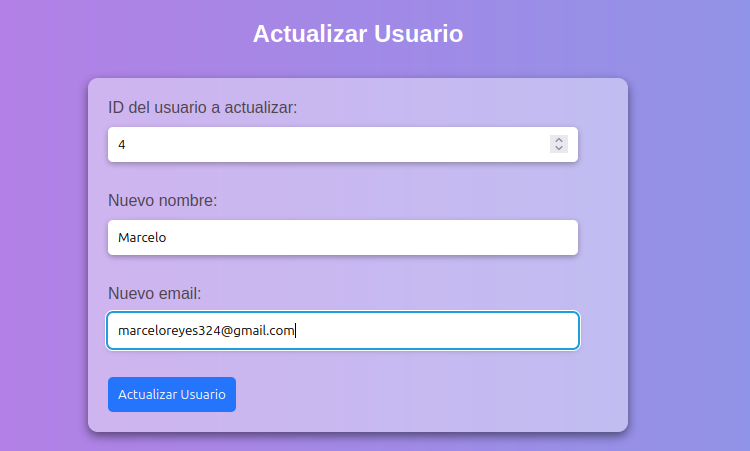 Actualizar Usuario
ID del usuario a actualizar:
4
Nuevo nombre:
Marcelo
Nuevo email:
marceloreyes324@gmail.com
Actualizar Usuario